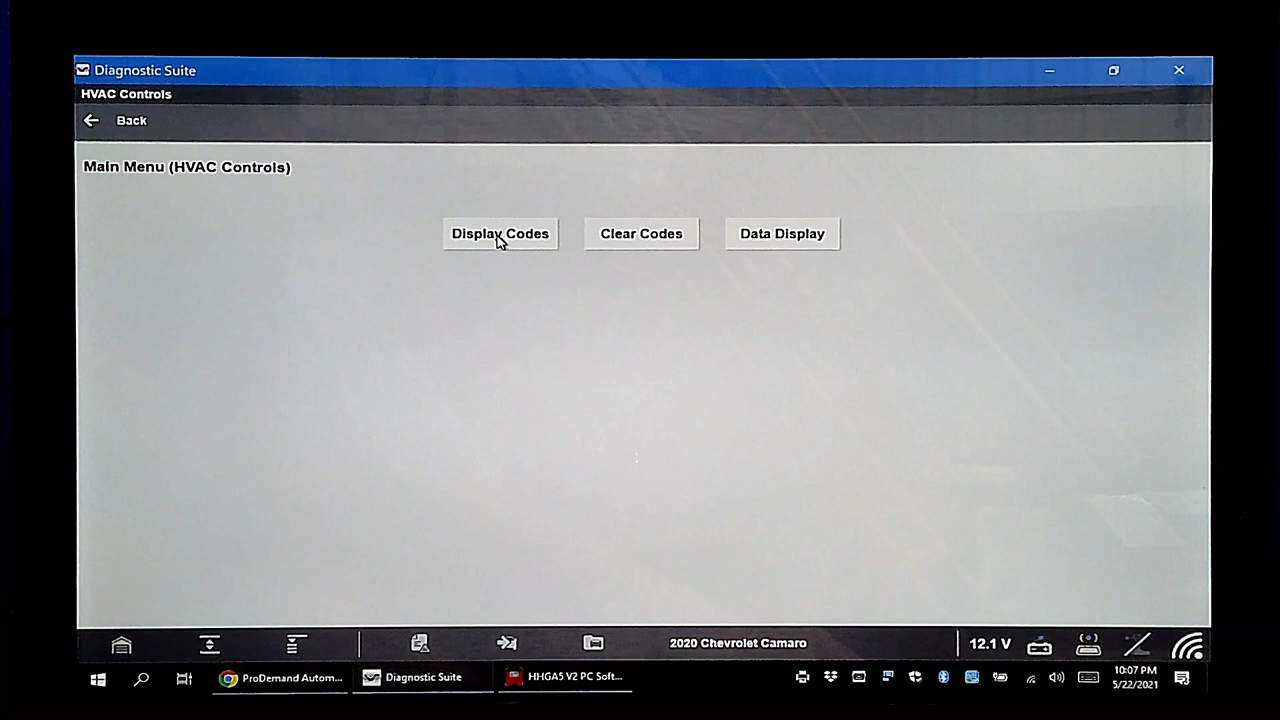 Diagnostic Suite
HVAC Controls
Back
Main Menu (HVAC Controls)
Display Codes
Clear Codes
Data Display
2020 Chevrolet Camaro
12.1 V
ProDemand Autom...
Diagnostic Suite
HHGA5 V2 PC Soft...
10:07 PM
5/22/2021